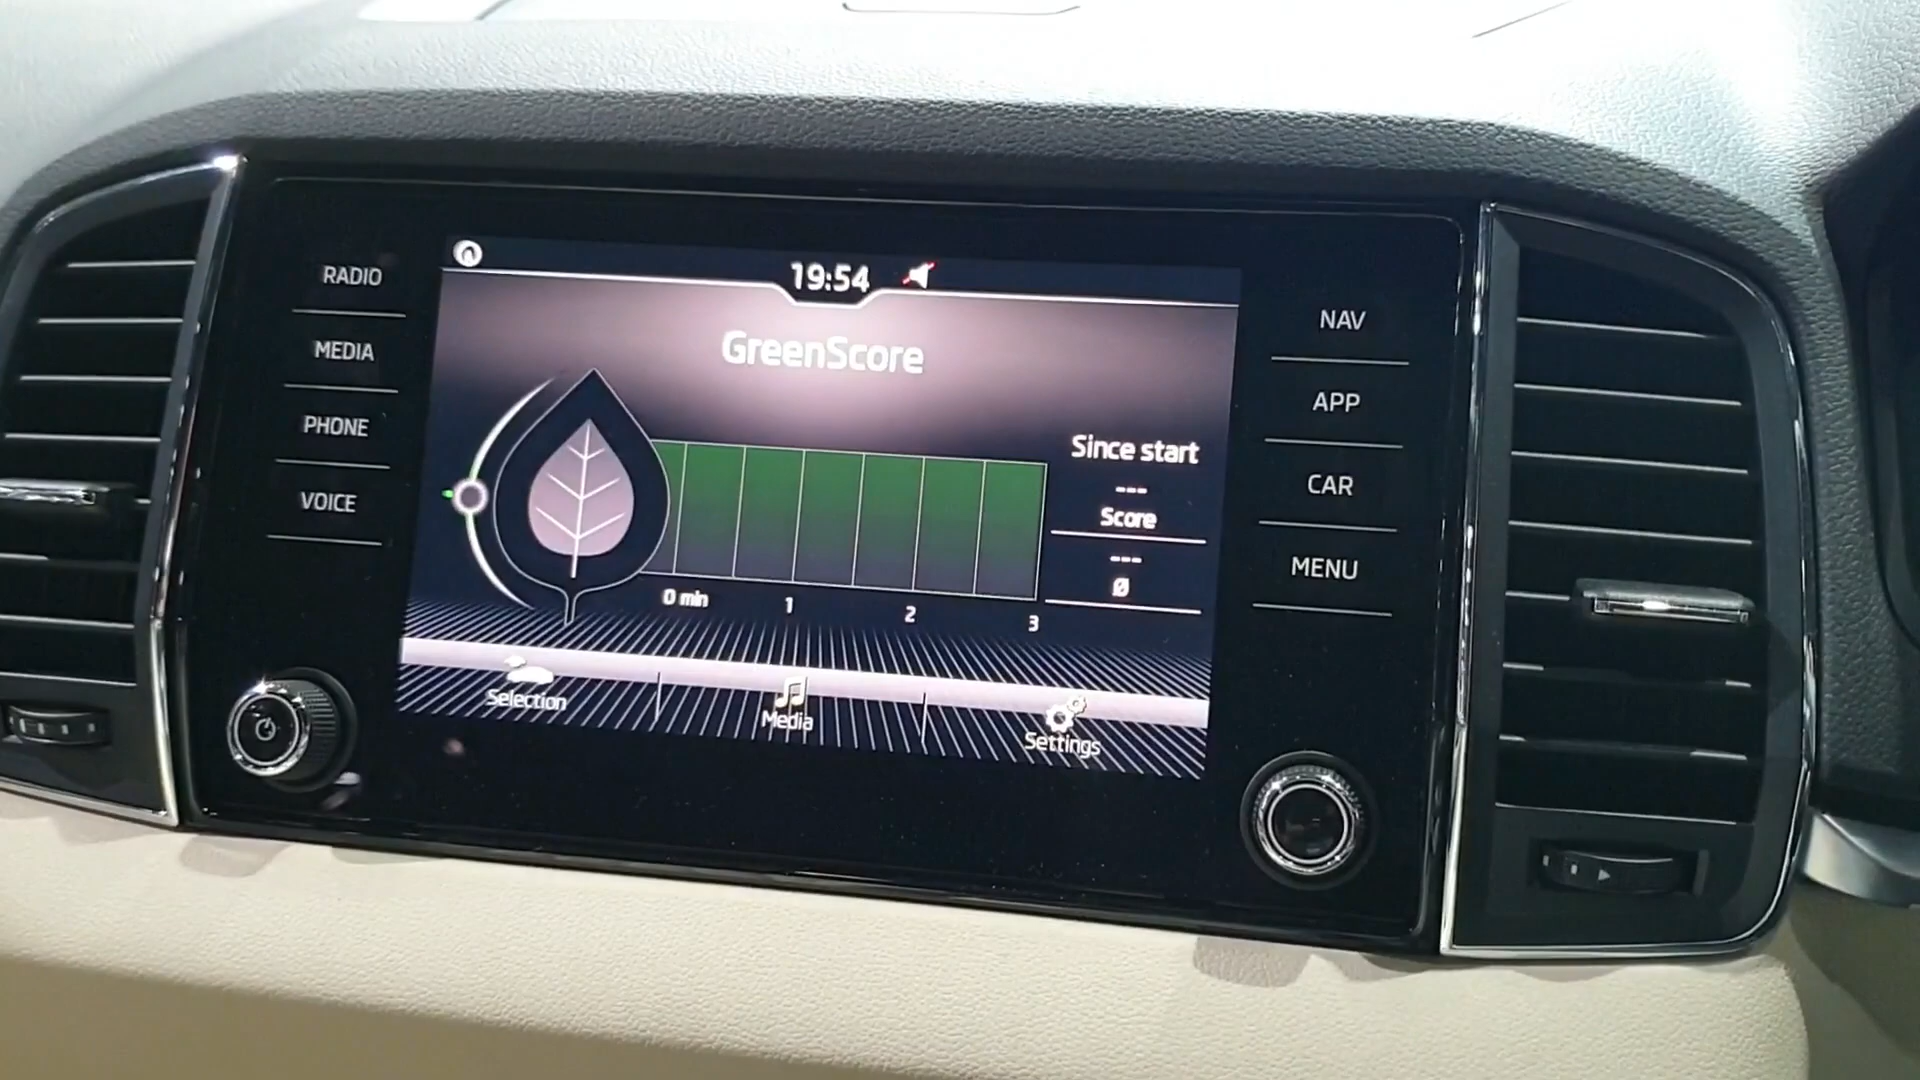 RADIO
MEDIA
PHONE
VOICE
19:54
GreenScore
Since start
---
Score
---
Ø
0 min
1
2
3
Selection
Media
Settings
NAV
APP
CAR
MENU